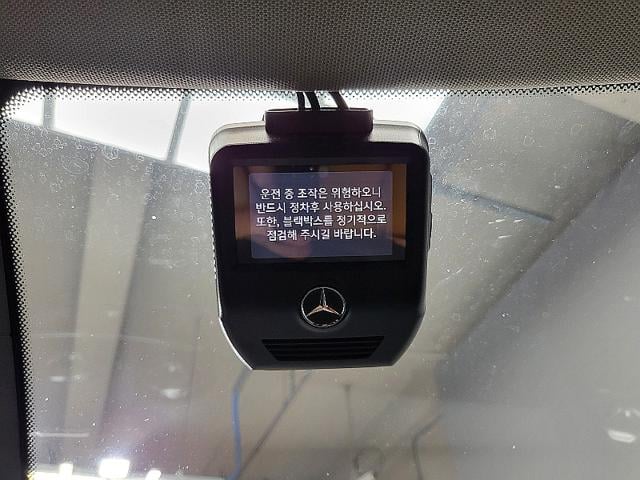 운전 중 조작은 위험하오니
반드시 정차후 사용하십시오.
또한, 블랙박스를 정기적으로
점검해 주시길 바랍니다.